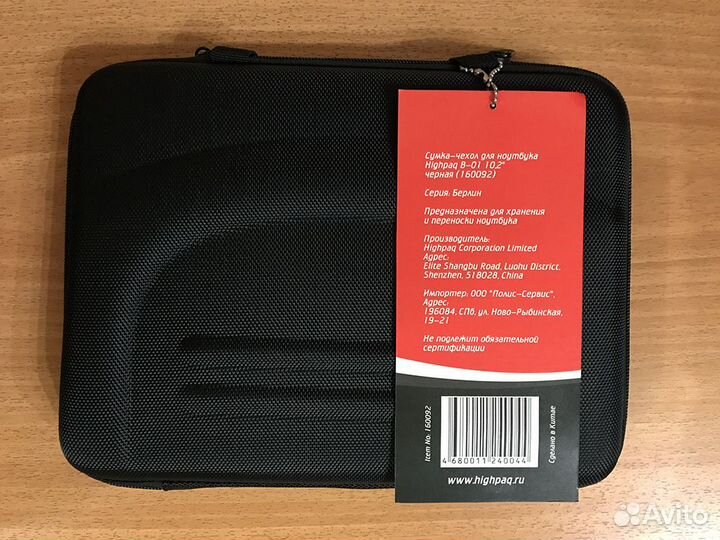 Сумка-чехол для ноутбука
Highpaq B-01 10,2"
черная (160092)
Серия: Берлин
Предназначена для хранения
и переноски ноутбука
Производитель:
Highpaq Corporation Limited
Адрес:
Elite Shangbu Road, Luohu District,
Shenzhen, 518028, China
Импортер: ООО "Полис-Сервис",
Адрес:
196084, СПб, ул. Ново-Рыбинская,
19-21
Не подлежит обязательной
сертификации
Item No. 160092
4 680011 240044
Сделано в Китае
www.highpaq.ru
Avito